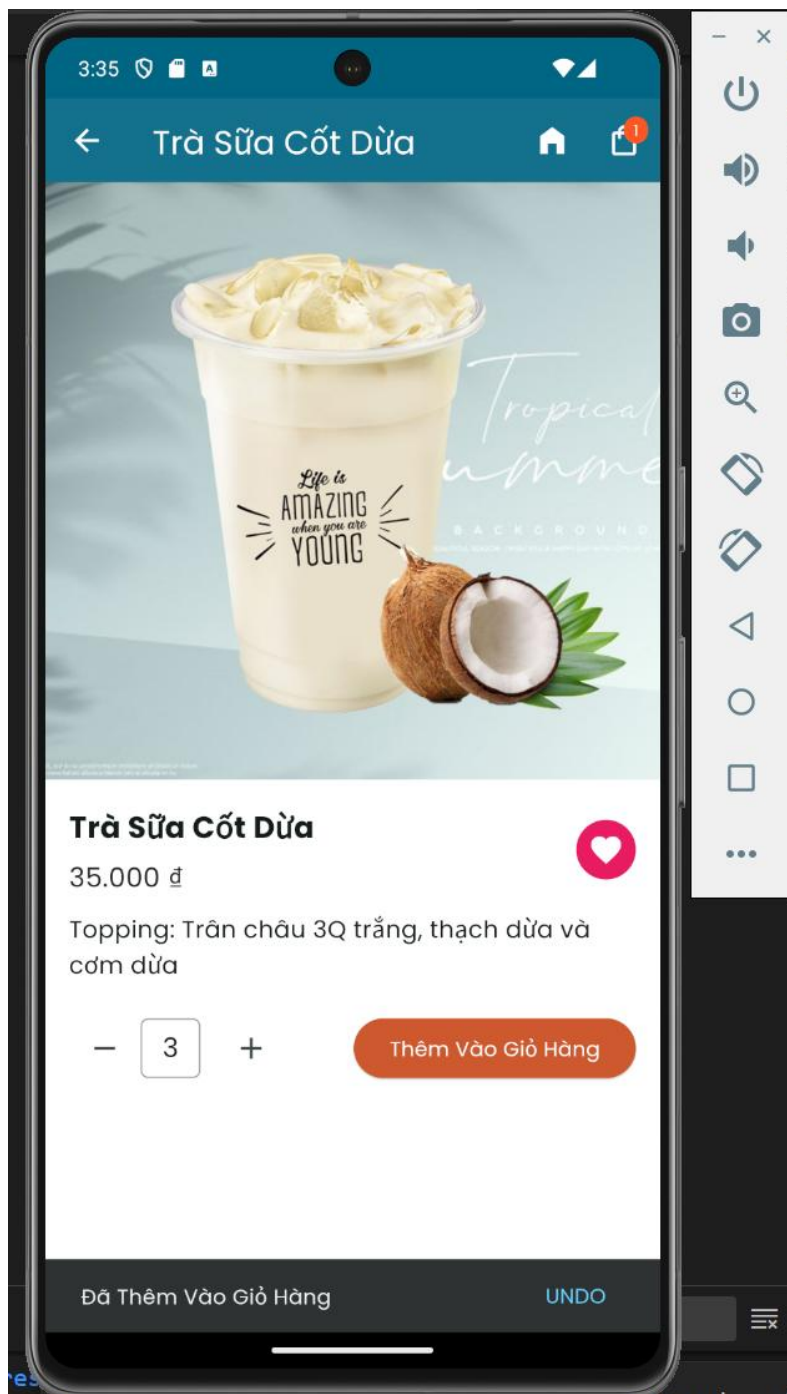 3:35
A
Trà Sữa Cốt Dừa
1
Tropical
Life is
AMAZING
when you are
YOUNG
BACKGROUND
Trà Sữa Cốt Dừa
35.000 ₫
Topping: Trân châu 3Q trắng, thạch dừa và
cơm dừa
3
Thêm Vào Giỏ Hàng
Đã Thêm Vào Giỏ Hàng
UNDO